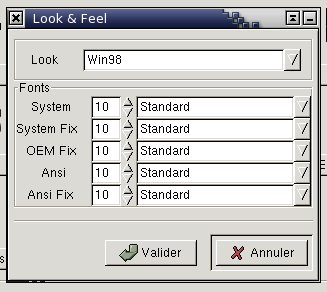 Look & Feel
Look Win98
Fonts
System 10 Standard
System Fix 10 Standard
OEM Fix 10 Standard
Ansi 10 Standard
Ansi Fix 10 Standard
Valider Annuler